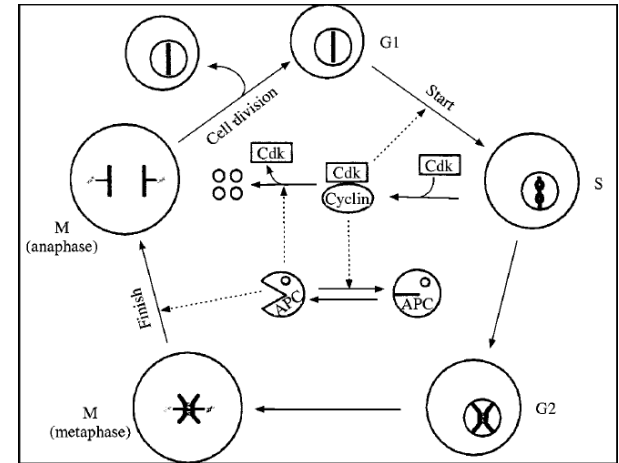 G1
Start
Cell division
Cdk
Cdk
Cdk
Cyclin
S
M
(anaphase)
APC
APC
Finish
M
(metaphase)
G2